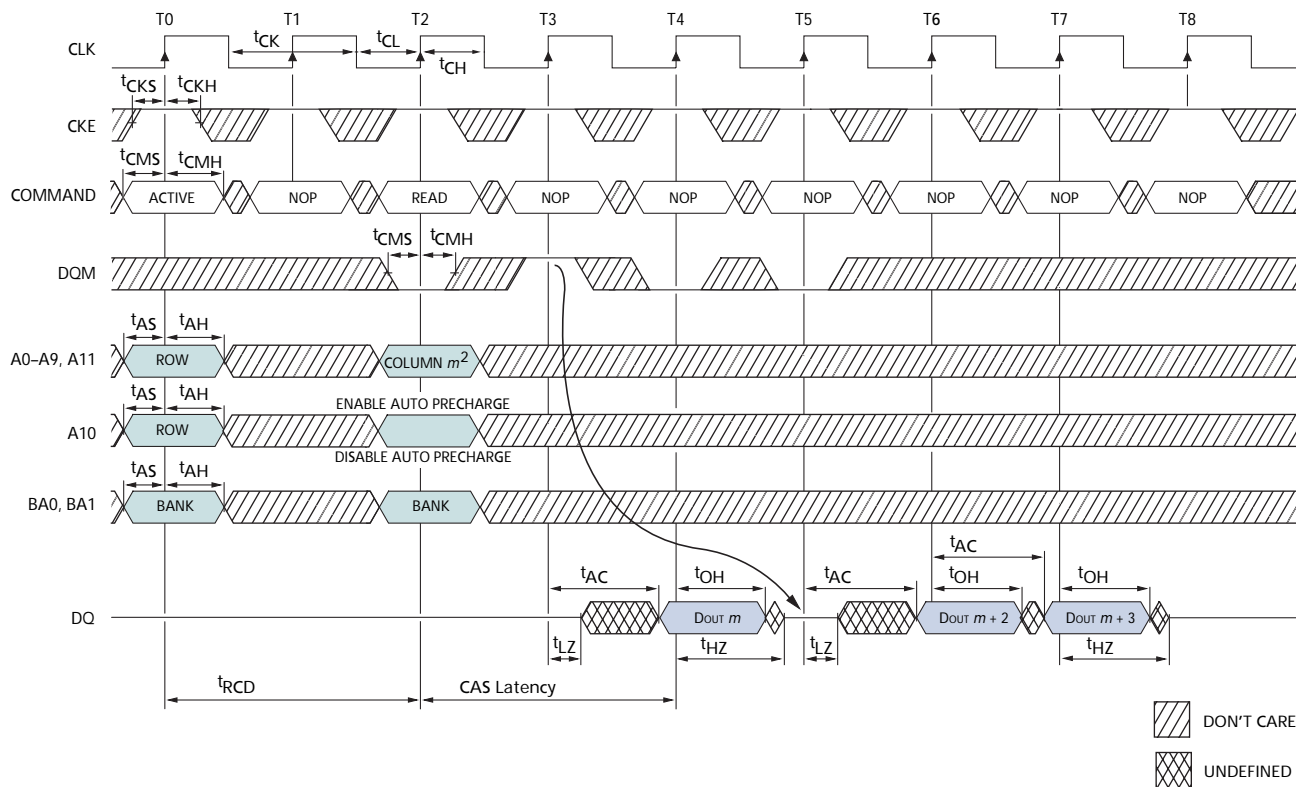 T0 T1 T2 T3 T4 T5 T6 T7 T8
CLK
tCK tCL tCH
tCKS tCKH
CKE
tCMS tCMH
COMMAND ACTIVE NOP READ NOP NOP NOP NOP NOP NOP
tCMS tCMH
DQM
tAS tAH
A0–A9, A11 ROW COLUMN m2
tAS tAH
ENABLE AUTO PRECHARGE
A10 ROW
DISABLE AUTO PRECHARGE
tAS tAH
BA0, BA1 BANK BANK
tAC
tAC tOH tAC tOH tOH
DQ DOUT m DOUT m + 2 DOUT m + 3
tLZ tHZ tLZ tHZ
tRCD CAS Latency
DON'T CARE
UNDEFINED